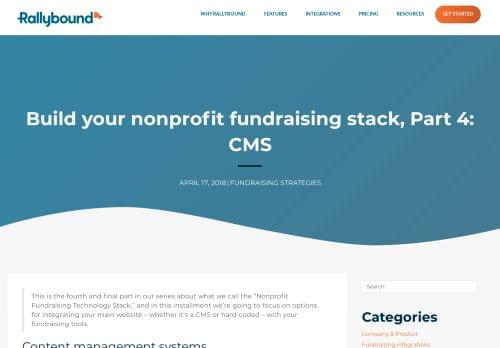 Rallybound
WHY RALLYBOUND
FEATURES
INTEGRATIONS
PRICING
RESOURCES
GET STARTED
Build your nonprofit fundraising stack, Part 4:
CMS
APRIL 17, 2018 | FUNDRAISING STRATEGIES
This is the fourth and final part in our series about what we call the "Nonprofit
Fundraising Technology Stack," and in this installment we're going to focus on options
for integrating your main website – whether it's a CMS or hard-coded – with your
fundraising tools.
Content management systems
Search
Categories
Company & Product
Fundraising integrations